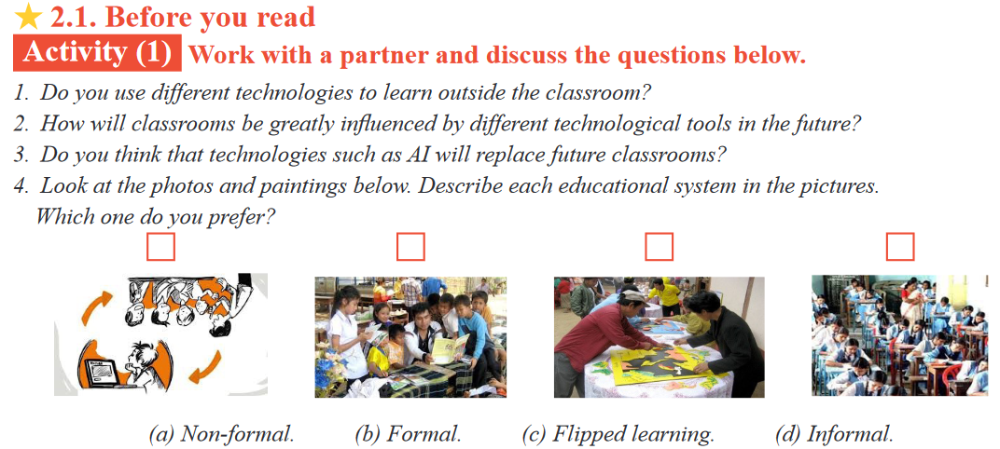 2.1. Before you read
Activity (1) Work with a partner and discuss the questions below.
1. Do you use different technologies to learn outside the classroom?
2. How will classrooms be greatly influenced by different technological tools in the future?
3. Do you think that technologies such as AI will replace future classrooms?
4. Look at the photos and paintings below. Describe each educational system in the pictures.
Which one do you prefer?
(a) Non-formal. (b) Formal. (c) Flipped learning. (d) Informal.